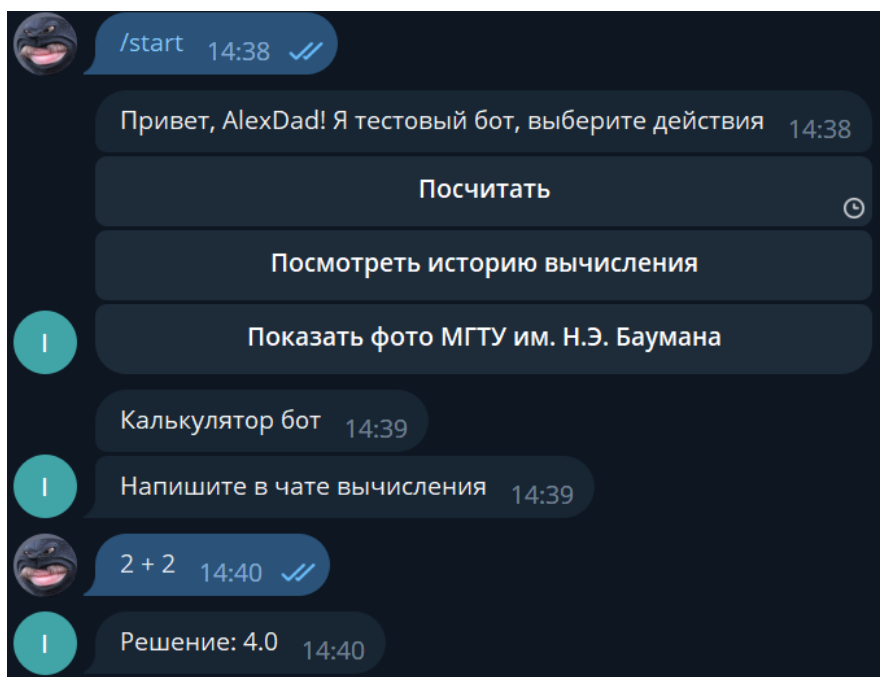 /start 14:38
Привет, AlexDad! Я тестовый бот, выберите действия 14:38
Посчитать
Посмотреть историю вычисления
Показать фото МГТУ им. Н.Э. Баумана
I
Калькулятор бот 14:39
Напишите в чате вычисления 14:39
I
2 + 2 14:40
Решение: 4.0 14:40
I